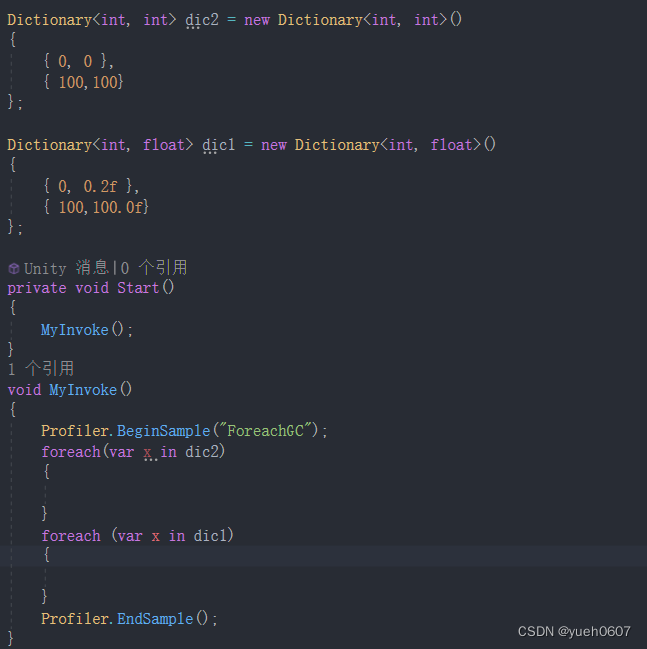 Dictionary<int, int> dic2 = new Dictionary<int, int>()
{
    { 0, 0 },
    { 100,100}
};
Dictionary<int, float> dic1 = new Dictionary<int, float>()
{
    { 0, 0.2f },
    { 100,100.0f}
};
Unity 消息|0 个引用
private void Start()
{
    MyInvoke();
}
1 个引用
void MyInvoke()
{
    Profiler.BeginSample("ForeachGC");
    foreach(var x in dic2)
    {
    }
    foreach (var x in dic1)
    {
    }
    Profiler.EndSample();
}
CSDN @yueh0607